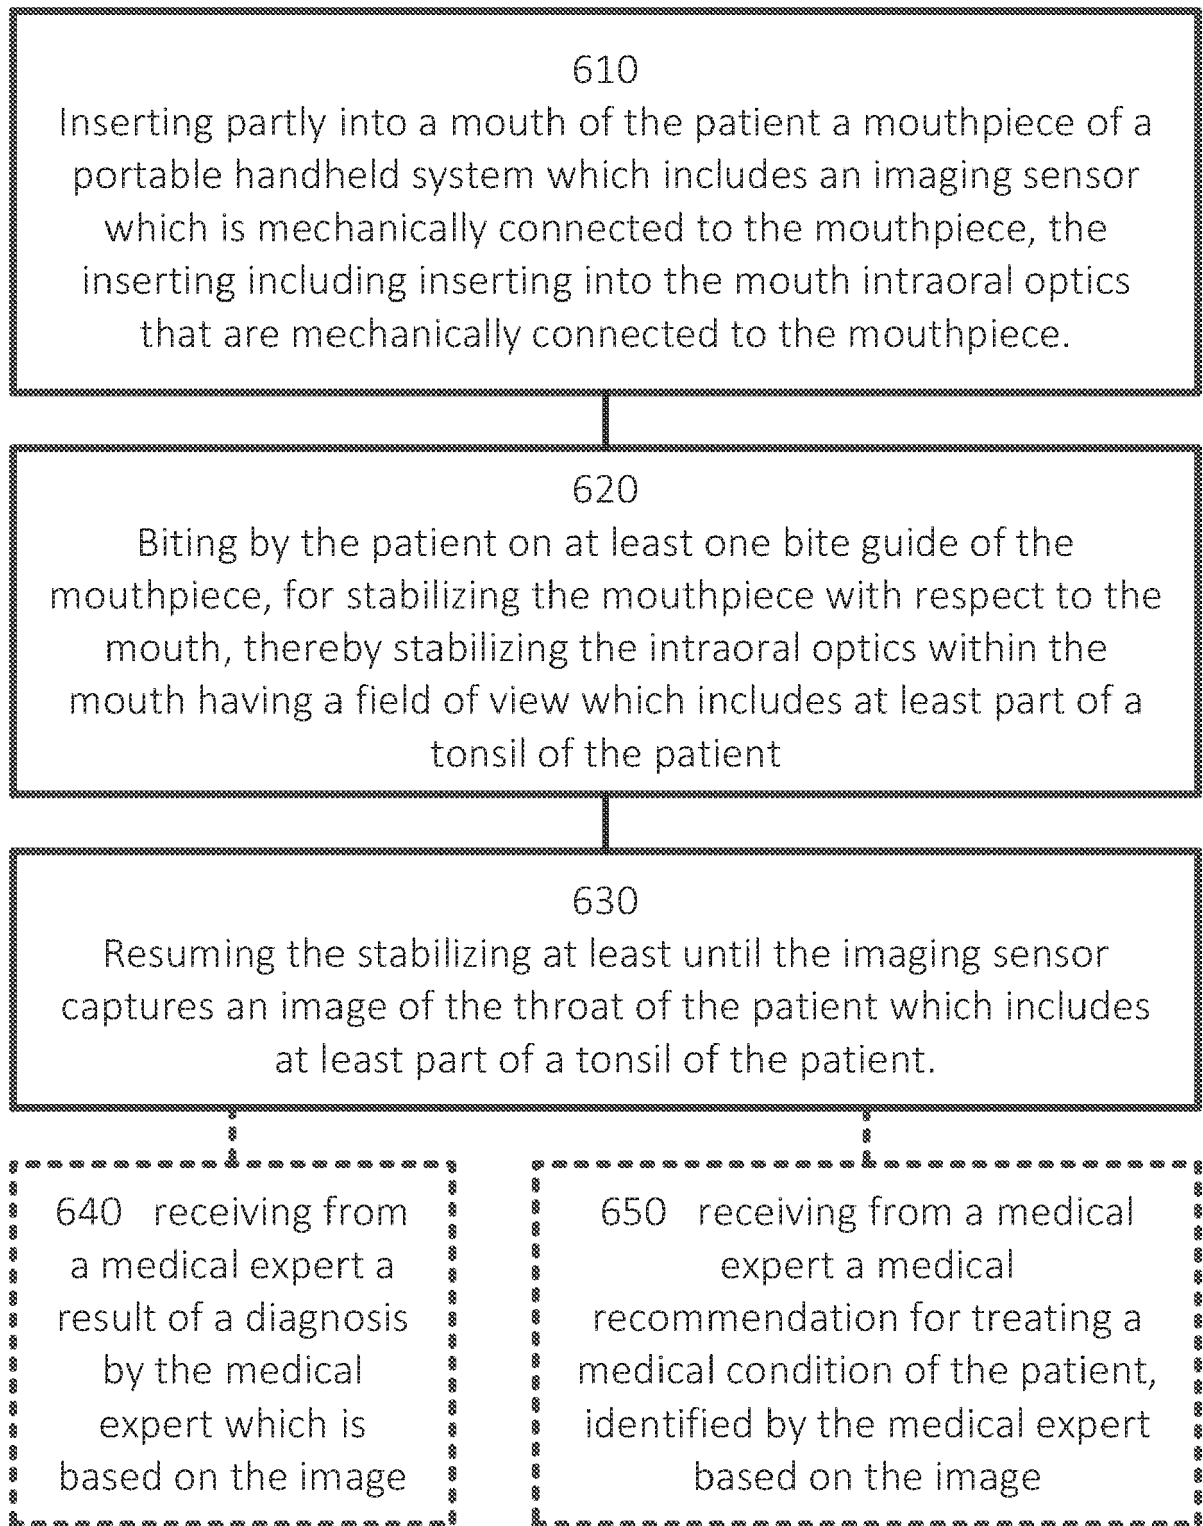 610
Inserting partly into a mouth of the patient a mouthpiece of a
portable handheld system which includes an imaging sensor
which is mechanically connected to the mouthpiece, the
inserting including inserting into the mouth intraoral optics
that are mechanically connected to the mouthpiece.
620
Biting by the patient on at least one bite guide of the
mouthpiece, for stabilizing the mouthpiece with respect to the
mouth, thereby stabilizing the intraoral optics within the
mouth having a field of view which includes at least part of a
tonsil of the patient
630
Resuming the stabilizing at least until the imaging sensor
captures an image of the throat of the patient which includes
at least part of a tonsil of the patient.
640 receiving from
a medical expert a
result of a diagnosis
by the medical
expert which is
based on the image
650 receiving from a medical
expert a medical
recommendation for treating a
medical condition of the patient,
identified by the medical expert
based on the image